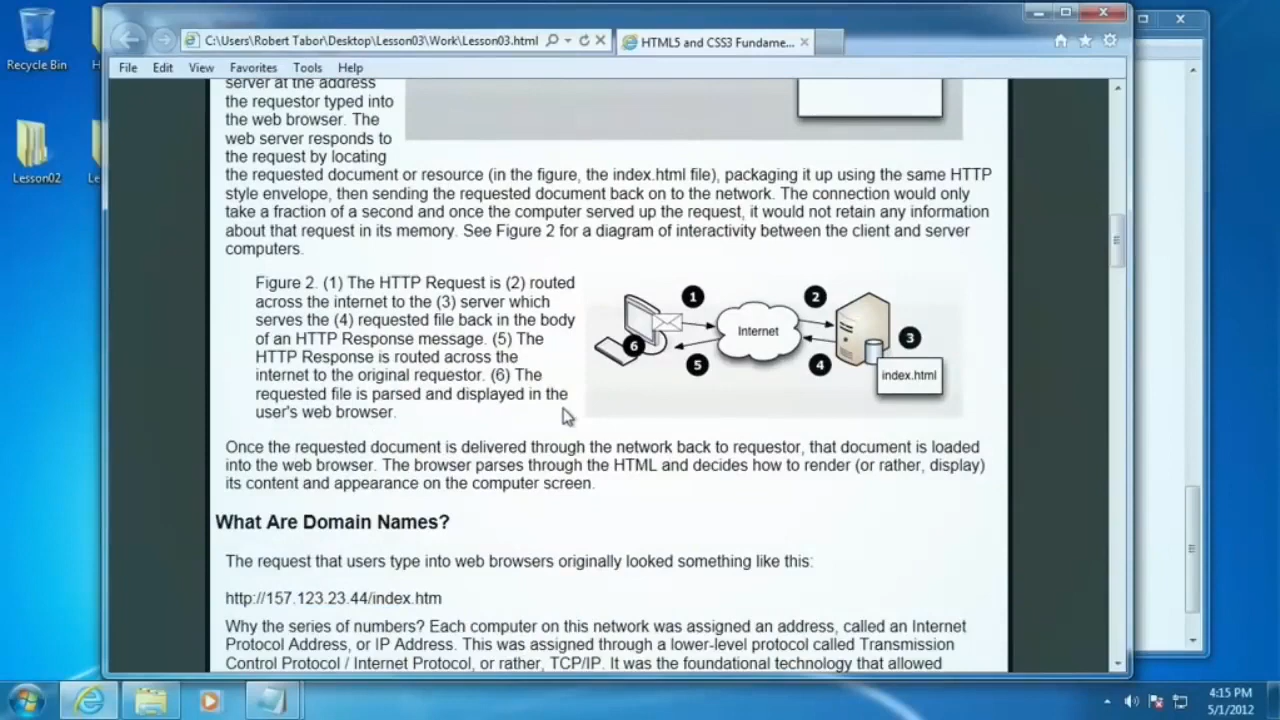 Recycle Bin
Lesson02
C:\Users\Robert Tabor\Desktop\Lesson03\Work\Lesson03.html
HTML5 and CSS3 Fundame...
File Edit View Favorites Tools Help
server at the address
the requestor typed into
the web browser. The
web server responds to
the request by locating
the requested document or resource (in the figure, the index.html file), packaging it up using the same HTTP
style envelope, then sending the requested document back on to the network. The connection would only
take a fraction of a second and once the computer served up the request, it would not retain any information
about that request in its memory. See Figure 2 for a diagram of interactivity between the client and server
computers.
Figure 2. (1) The HTTP Request is (2) routed
across the internet to the (3) server which
serves the (4) requested file back in the body
of an HTTP Response message. (5) The
HTTP Response is routed across the
internet to the original requestor. (6) The
requested file is parsed and displayed in the
user's web browser.
1
2
Internet
3
6
5
4
index.html
Once the requested document is delivered through the network back to requestor, that document is loaded
into the web browser. The browser parses through the HTML and decides how to render (or rather, display)
its content and appearance on the computer screen.
What Are Domain Names?
The request that users type into web browsers originally looked something like this:
http://157.123.23.44/index.htm
Why the series of numbers? Each computer on this network was assigned an address, called an Internet
Protocol Address, or IP Address. This was assigned through a lower-level protocol called Transmission
Control Protocol / Internet Protocol, or rather, TCP/IP. It was the foundational technology that allowed
4:15 PM
5/1/2012